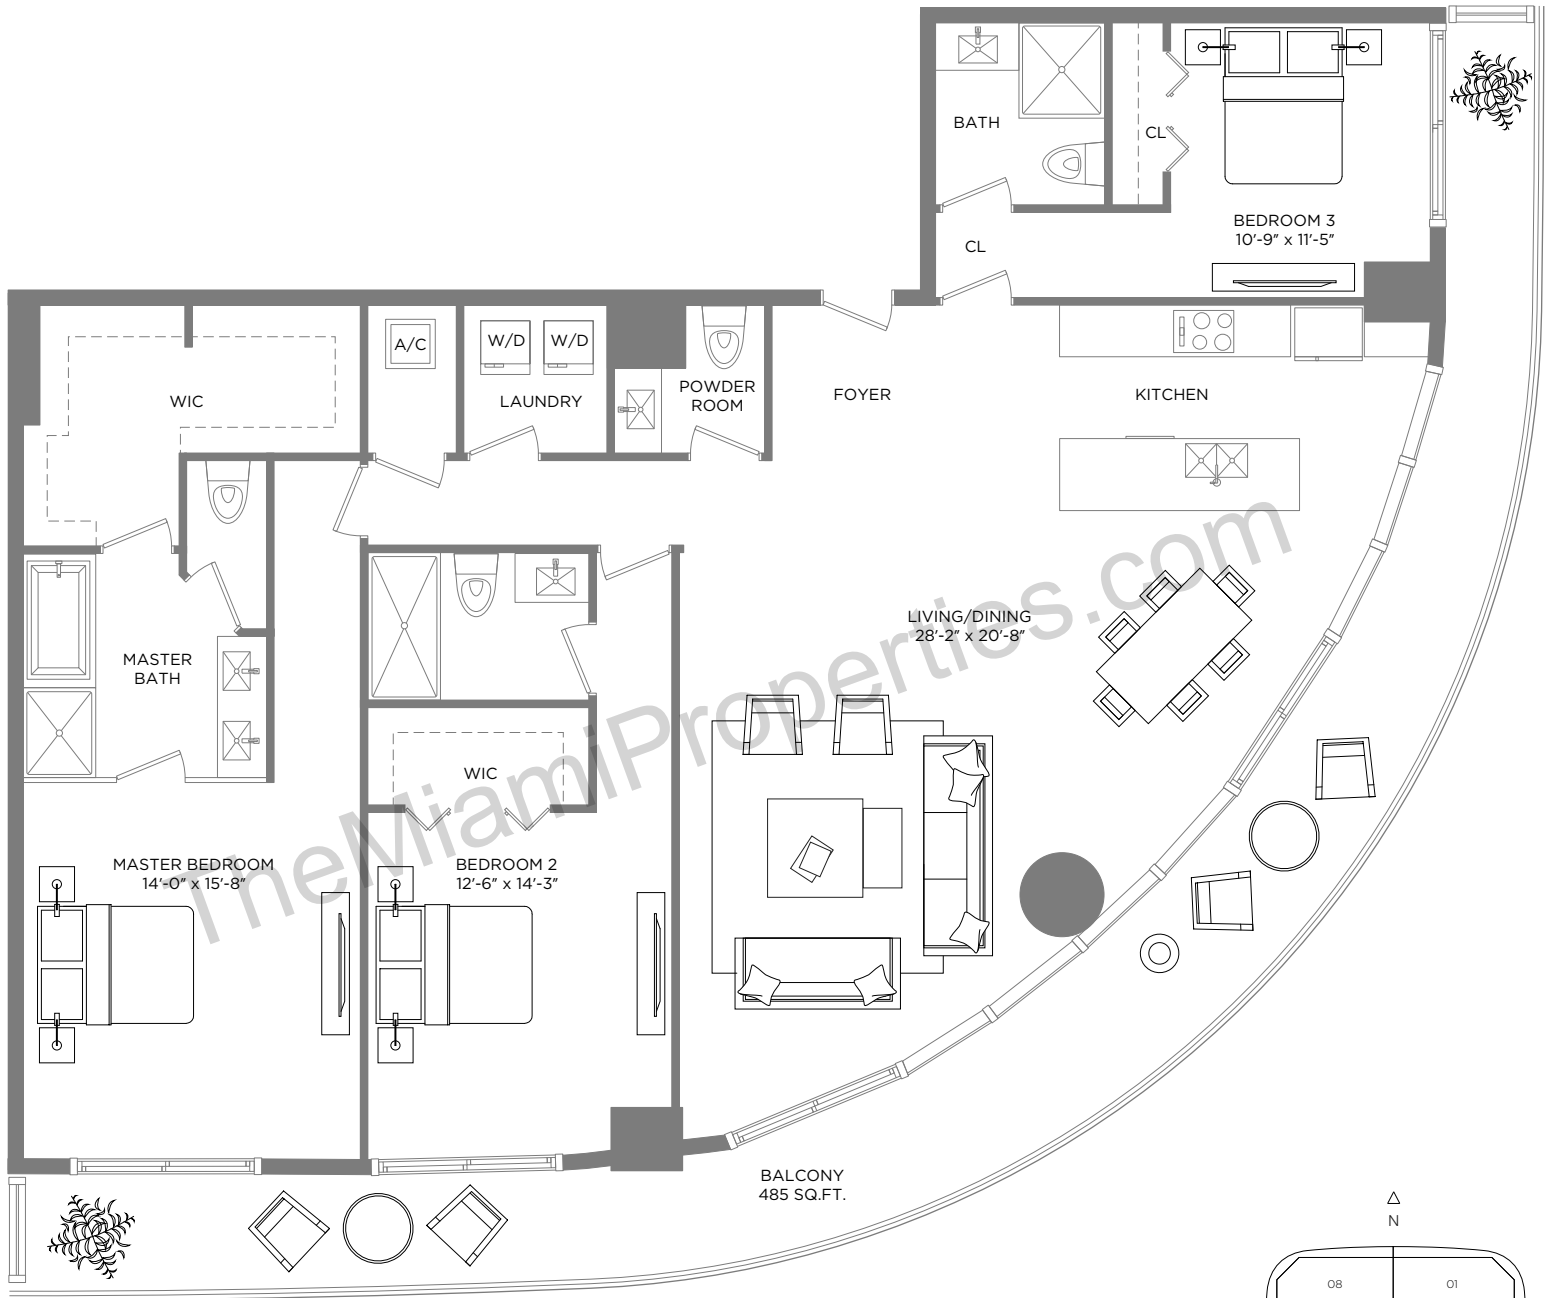 BATH
CL
BEDROOM 3
10'-9" x 11'-5"
CL
A/C
W/D
W/D
WIC
LAUNDRY
POWDER
ROOM
FOYER
KITCHEN
LIVING/DINING
28'-2" x 20'-8"
MASTER
BATH
WIC
MASTER BEDROOM
14'-0" x 15'-8"
BEDROOM 2
12'-6" x 14'-3"
TheMiamiProperties.com
BALCONY
485 SQ.FT.
N
08
01